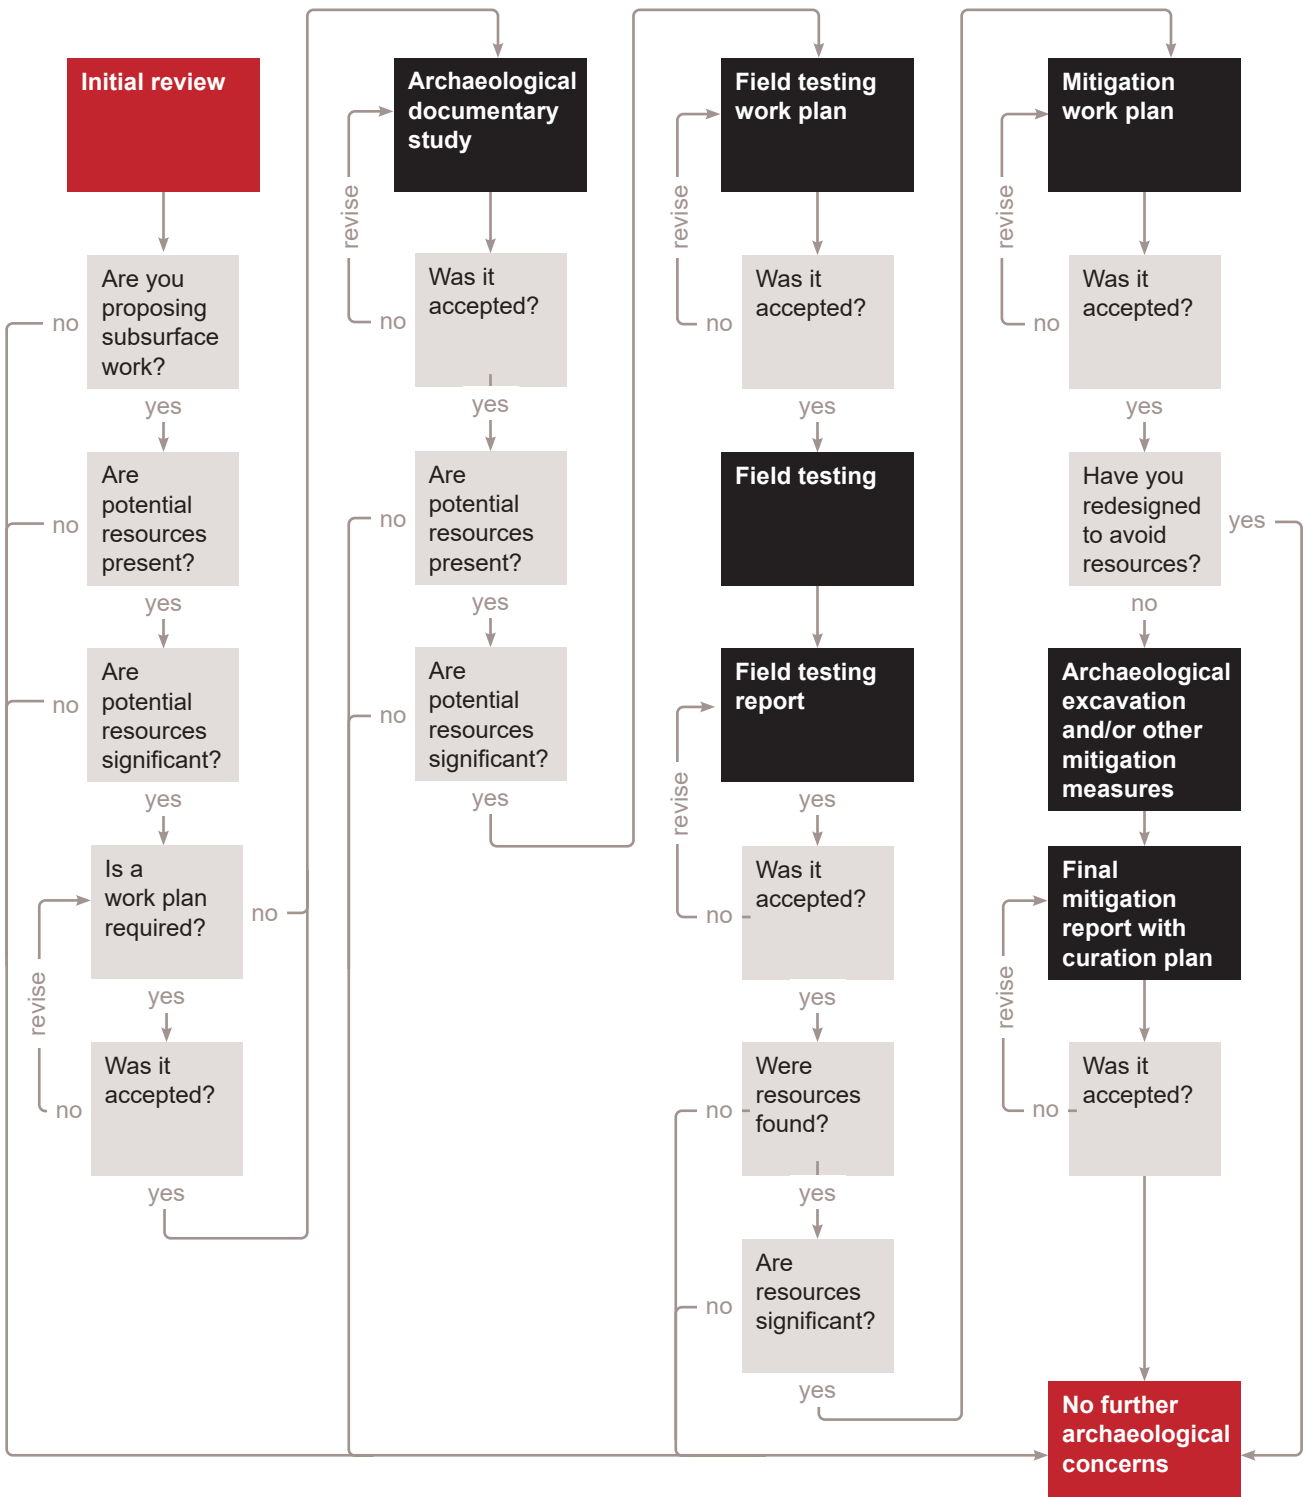 Initial review
Are you
proposing
subsurface
work?
no
yes
Are
potential
resources
present?
no
yes
Are
potential
resources
significant?
no
yes
Is a
work plan
required?
no
revise
yes
Was it
accepted?
no
yes
Archaeological
documentary
study
revise
Was it
accepted?
no
yes
Are
potential
resources
present?
no
yes
Are
potential
resources
significant?
no
yes
Field testing
work plan
revise
Was it
accepted?
no
yes
Field testing
Field testing
report
revise
yes
Was it
accepted?
no
yes
Were
resources
found?
no
yes
Are
resources
significant?
no
yes
Mitigation
work plan
revise
Was it
accepted?
no
yes
Have you
redesigned
to avoid
resources?
yes
no
Archaeological
excavation
and/or other
mitigation
measures
Final
mitigation
report with
curation plan
revise
Was it
accepted?
no
No further
archaeological
concerns